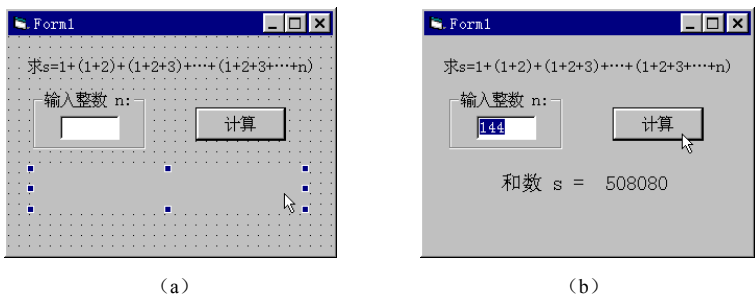 Form1
求s=1+(1+2)+(1+2+3)+…+(1+2+3+…+n)
输入整数 n:
计算
(a)
Form1
求s=1+(1+2)+(1+2+3)+…+(1+2+3+…+n)
输入整数 n:
144
计算
和数 s = 508080
(b)